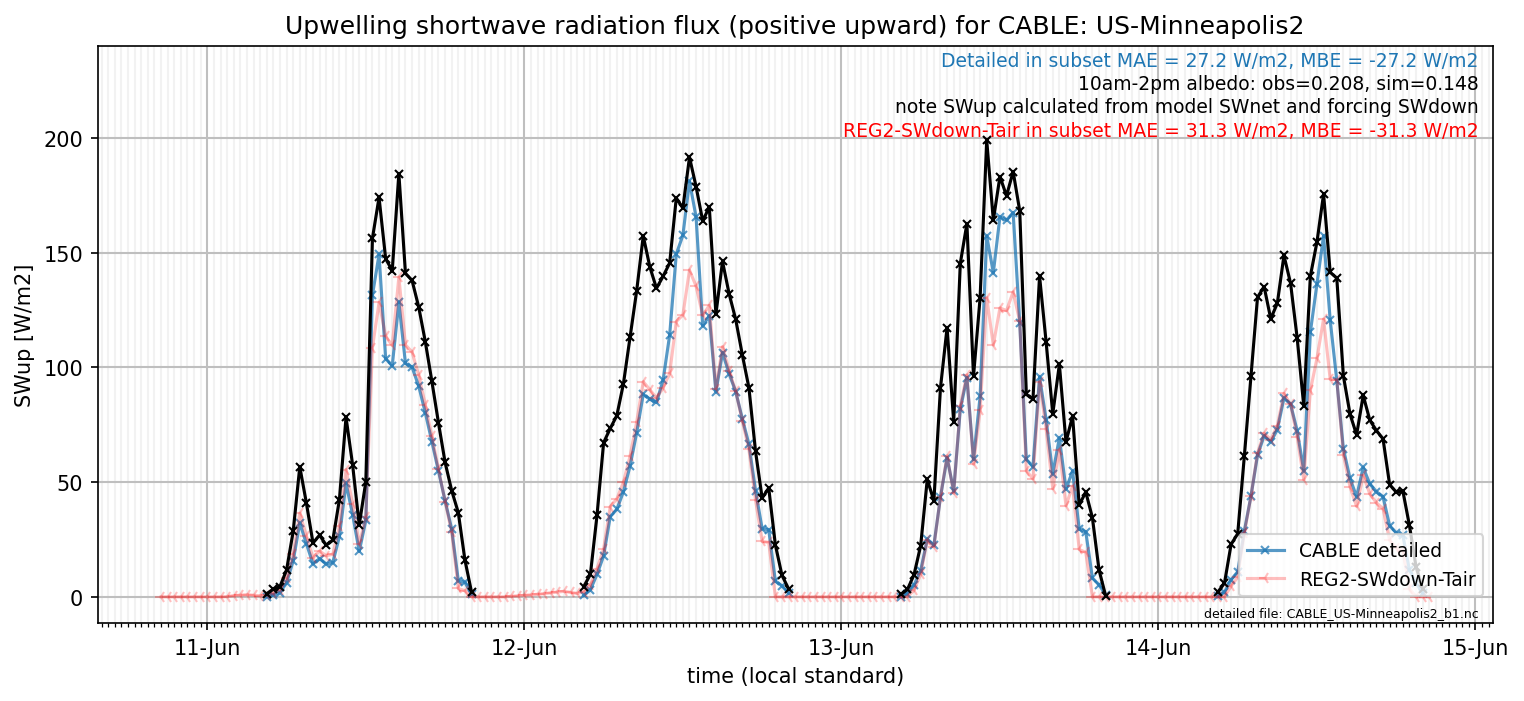 Upwelling shortwave radiation flux (positive upward) for CABLE: US-Minneapolis2
Detailed in subset MAE = 27.2 W/m2, MBE = -27.2 W/m2
10am-2pm albedo: obs=0.208, sim=0.148
note SWup calculated from model SWnet and forcing SWdown
REG2-SWdown-Tair in subset MAE = 31.3 W/m2, MBE = -31.3 W/m2
SWup [W/m2]
200
150
100
50
0
CABLE detailed
REG2-SWdown-Tair
detailed file: CABLE_US-Minneapolis2_b1.nc
11-Jun 12-Jun 13-Jun 14-Jun 15-Jun
time (local standard)